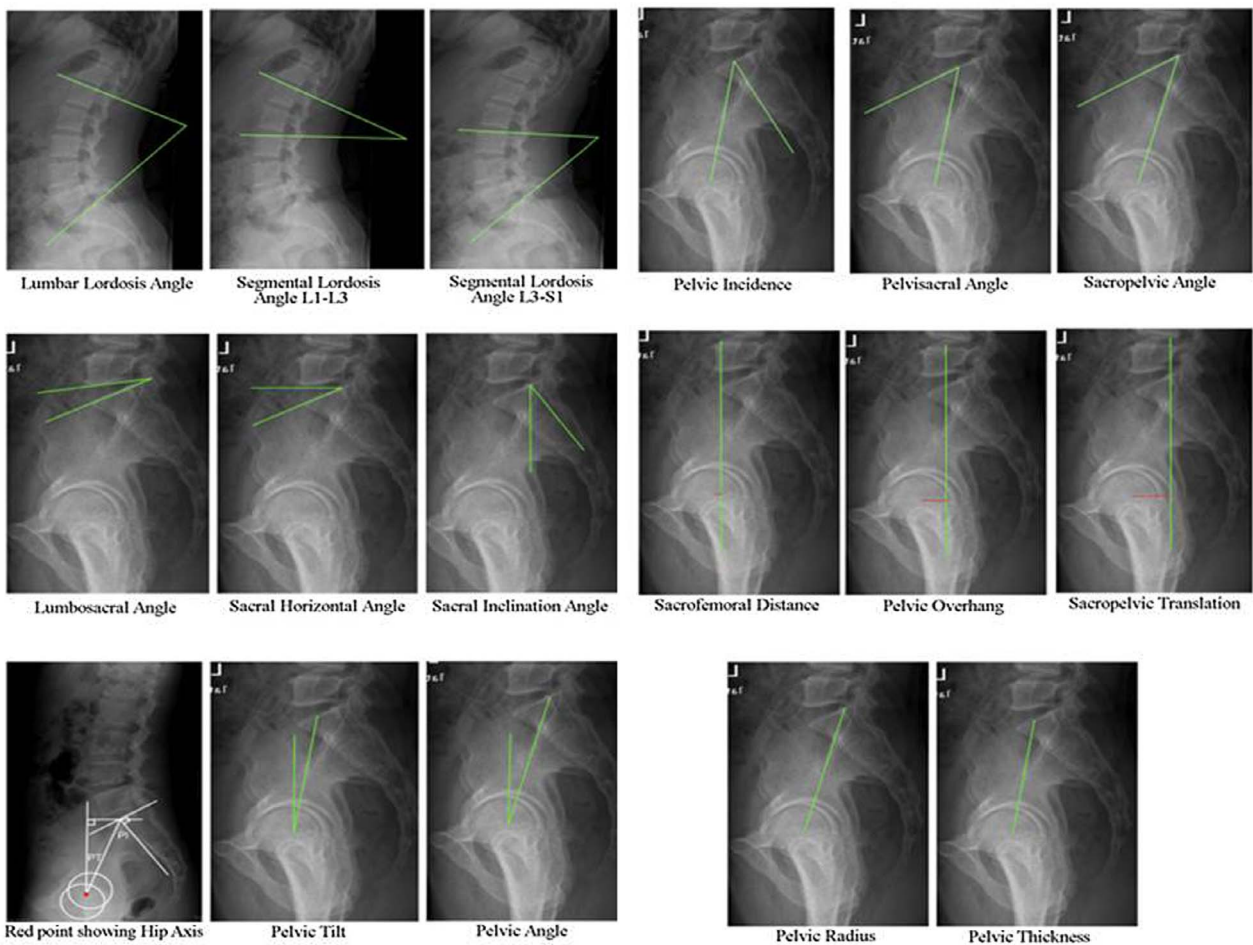 Lumbar Lordosis Angle
Segmental Lordosis
Angle L1-L3
Segmental Lordosis
Angle L3-S1
Pelvic Incidence
Pelvisacral Angle
Sacropelvic Angle
Lumbosacral Angle
Sacral Horizontal Angle
Sacral Inclination Angle
Sacrofemoral Distance
Pelvic Overhang
Sacropelvic Translation
PI
PT
Red point showing Hip Axis
Pelvic Tilt
Pelvic Angle
Pelvic Radius
Pelvic Thickness